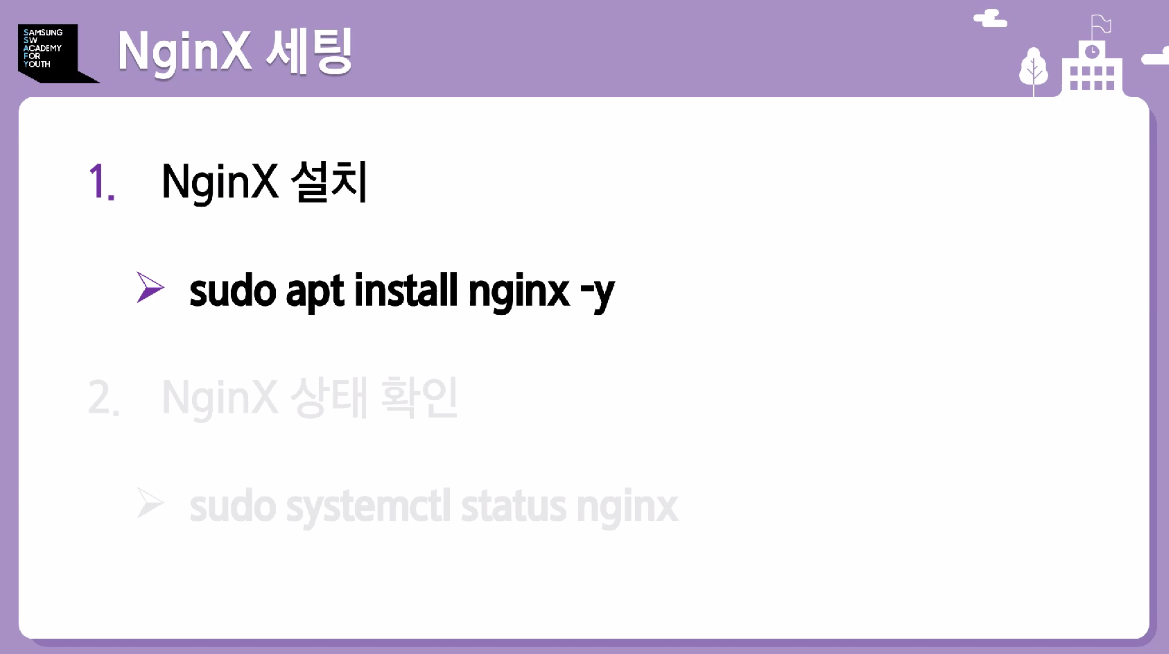 SAMSUNG
SW
ACADEMY
FOR
YOUTH
NginX 세팅
1. NginX 설치
sudo apt install nginx -y
2. NginX 상태 확인
sudo systemctl status nginx